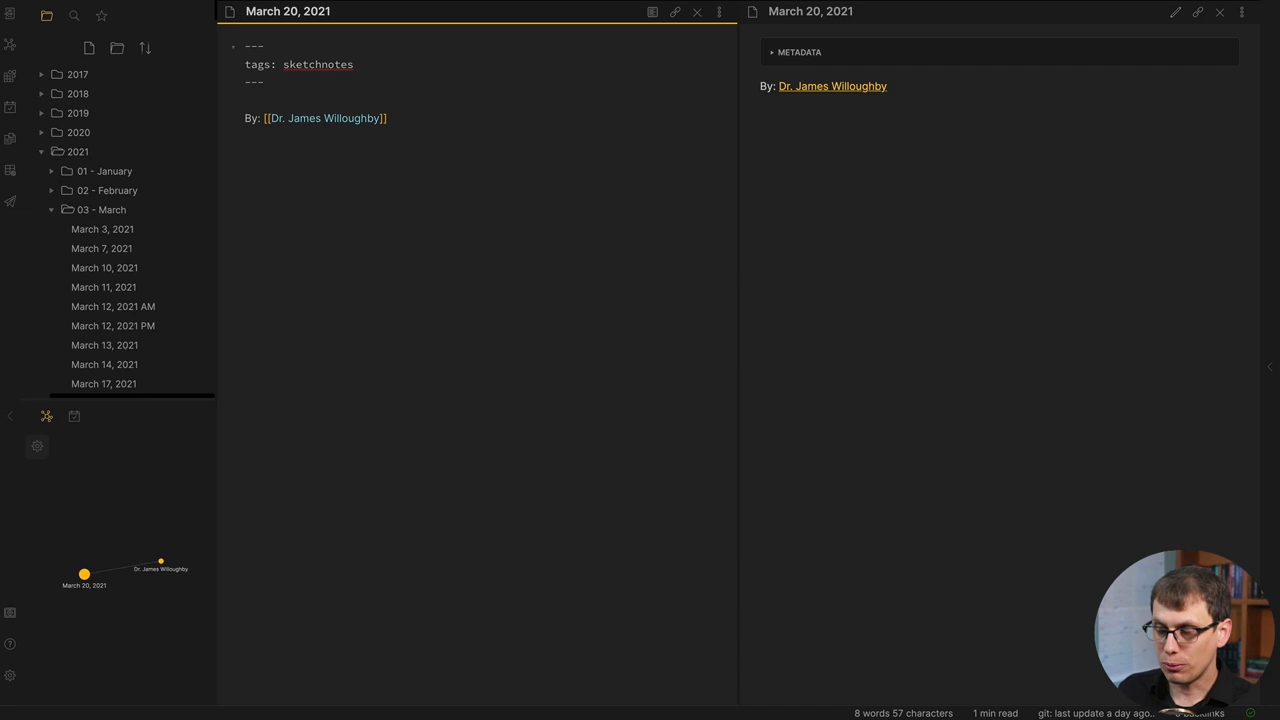 March 20, 2021
March 20, 2021
2017
2018
2019
2020
2021
01 - January
02 - February
03 - March
March 3, 2021
March 7, 2021
March 10, 2021
March 11, 2021
March 12, 2021 AM
March 12, 2021 PM
March 13, 2021
March 14, 2021
March 17, 2021
Dr. James Willoughby
March 20, 2021
---
tags: sketchnotes
---
By: [[Dr. James Willoughby]]
METADATA
By: Dr. James Willoughby
8 words 57 characters
1 min read
git: last update a day ago..
backlinks